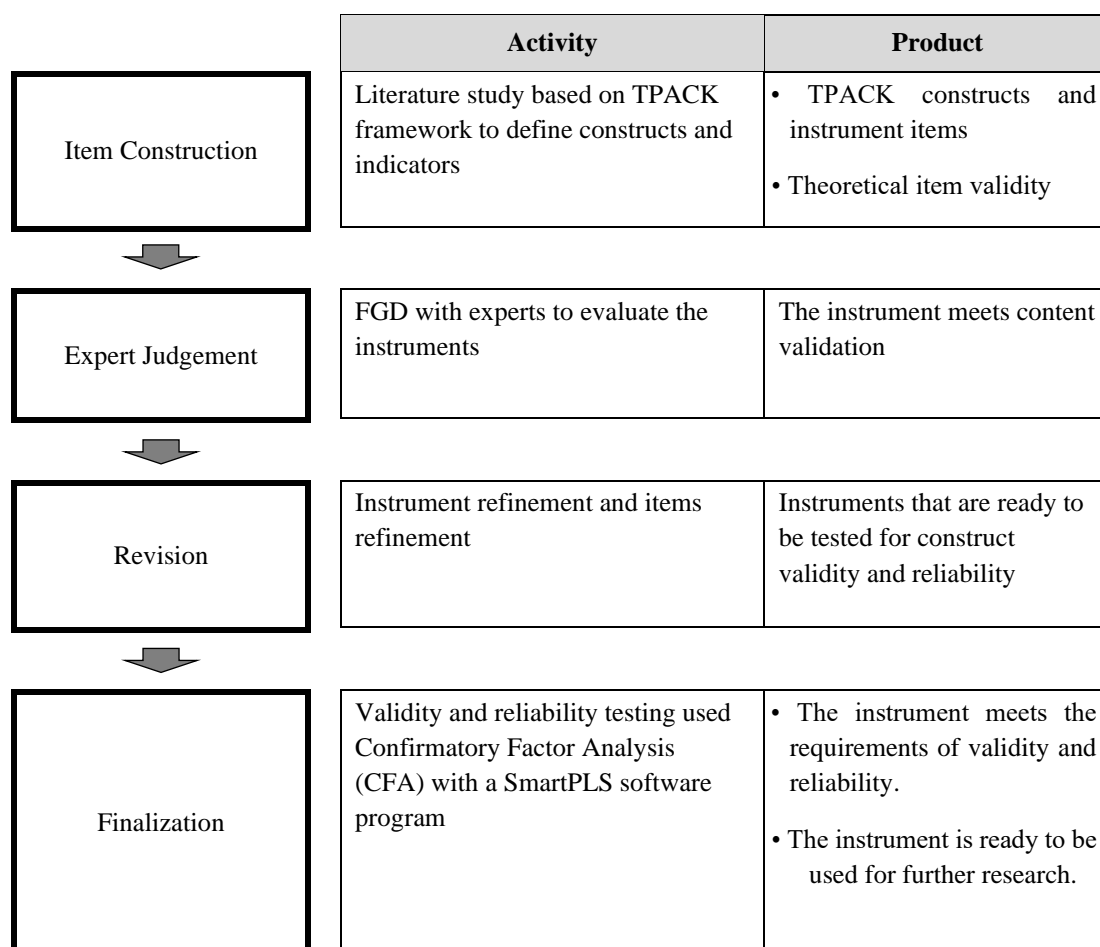 Activity
Product
Item Construction
Literature study based on TPACK
framework to define constructs and
indicators
• TPACK constructs and
instrument items
• Theoretical item validity
Expert Judgement
FGD with experts to evaluate the
instruments
The instrument meets content
validation
Revision
Instrument refinement and items
refinement
Instruments that are ready to
be tested for construct
validity and reliability
Finalization
Validity and reliability testing used
Confirmatory Factor Analysis
(CFA) with a SmartPLS software
program
• The instrument meets the
requirements of validity and
reliability.
• The instrument is ready to be
used for further research.